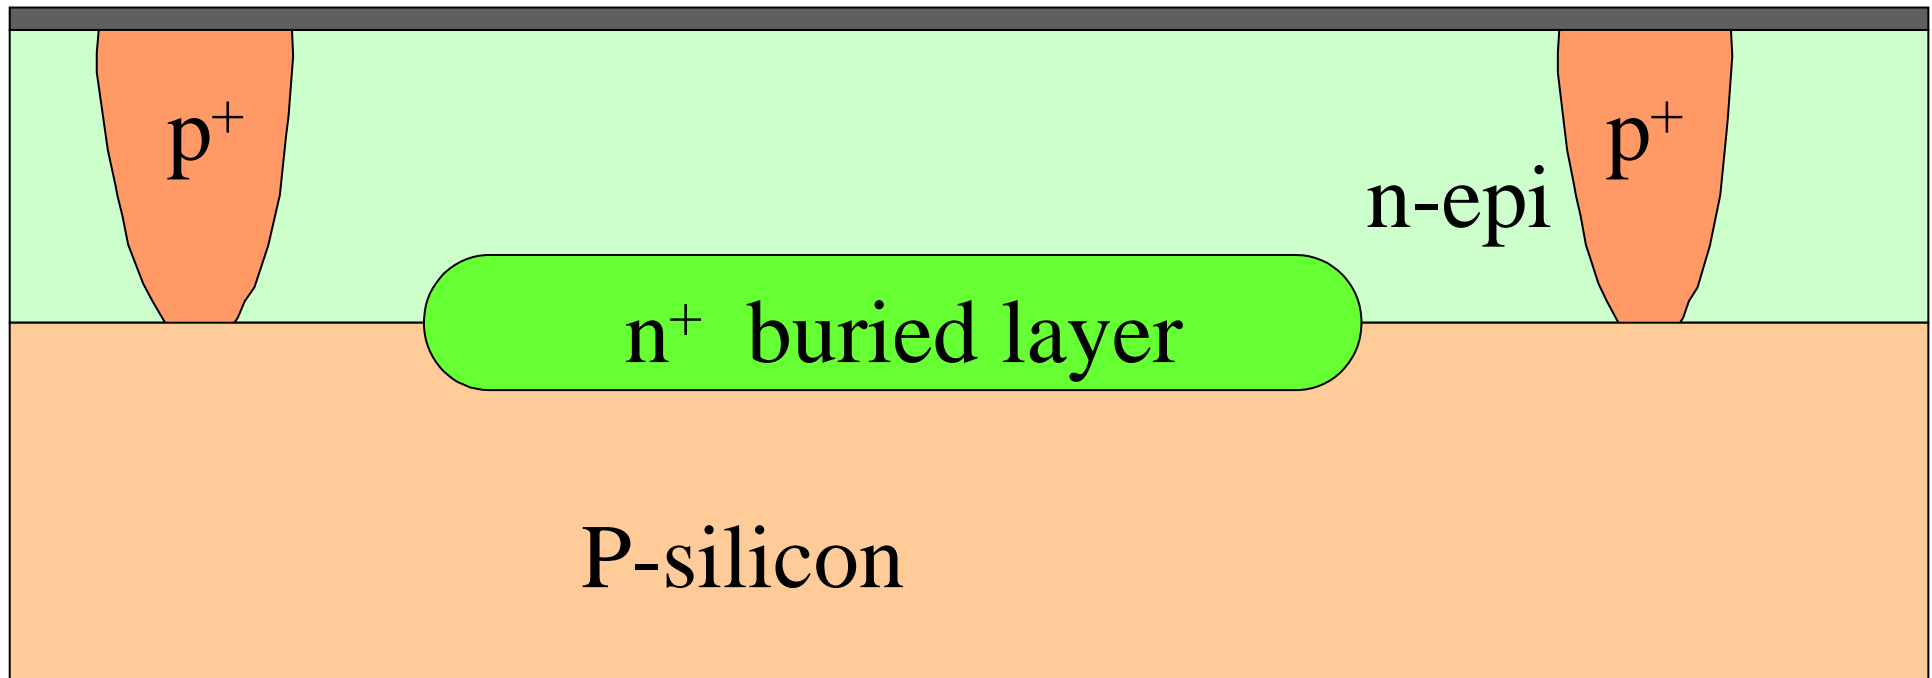 p⁺
p⁺
n-epi
n⁺ buried layer
P-silicon